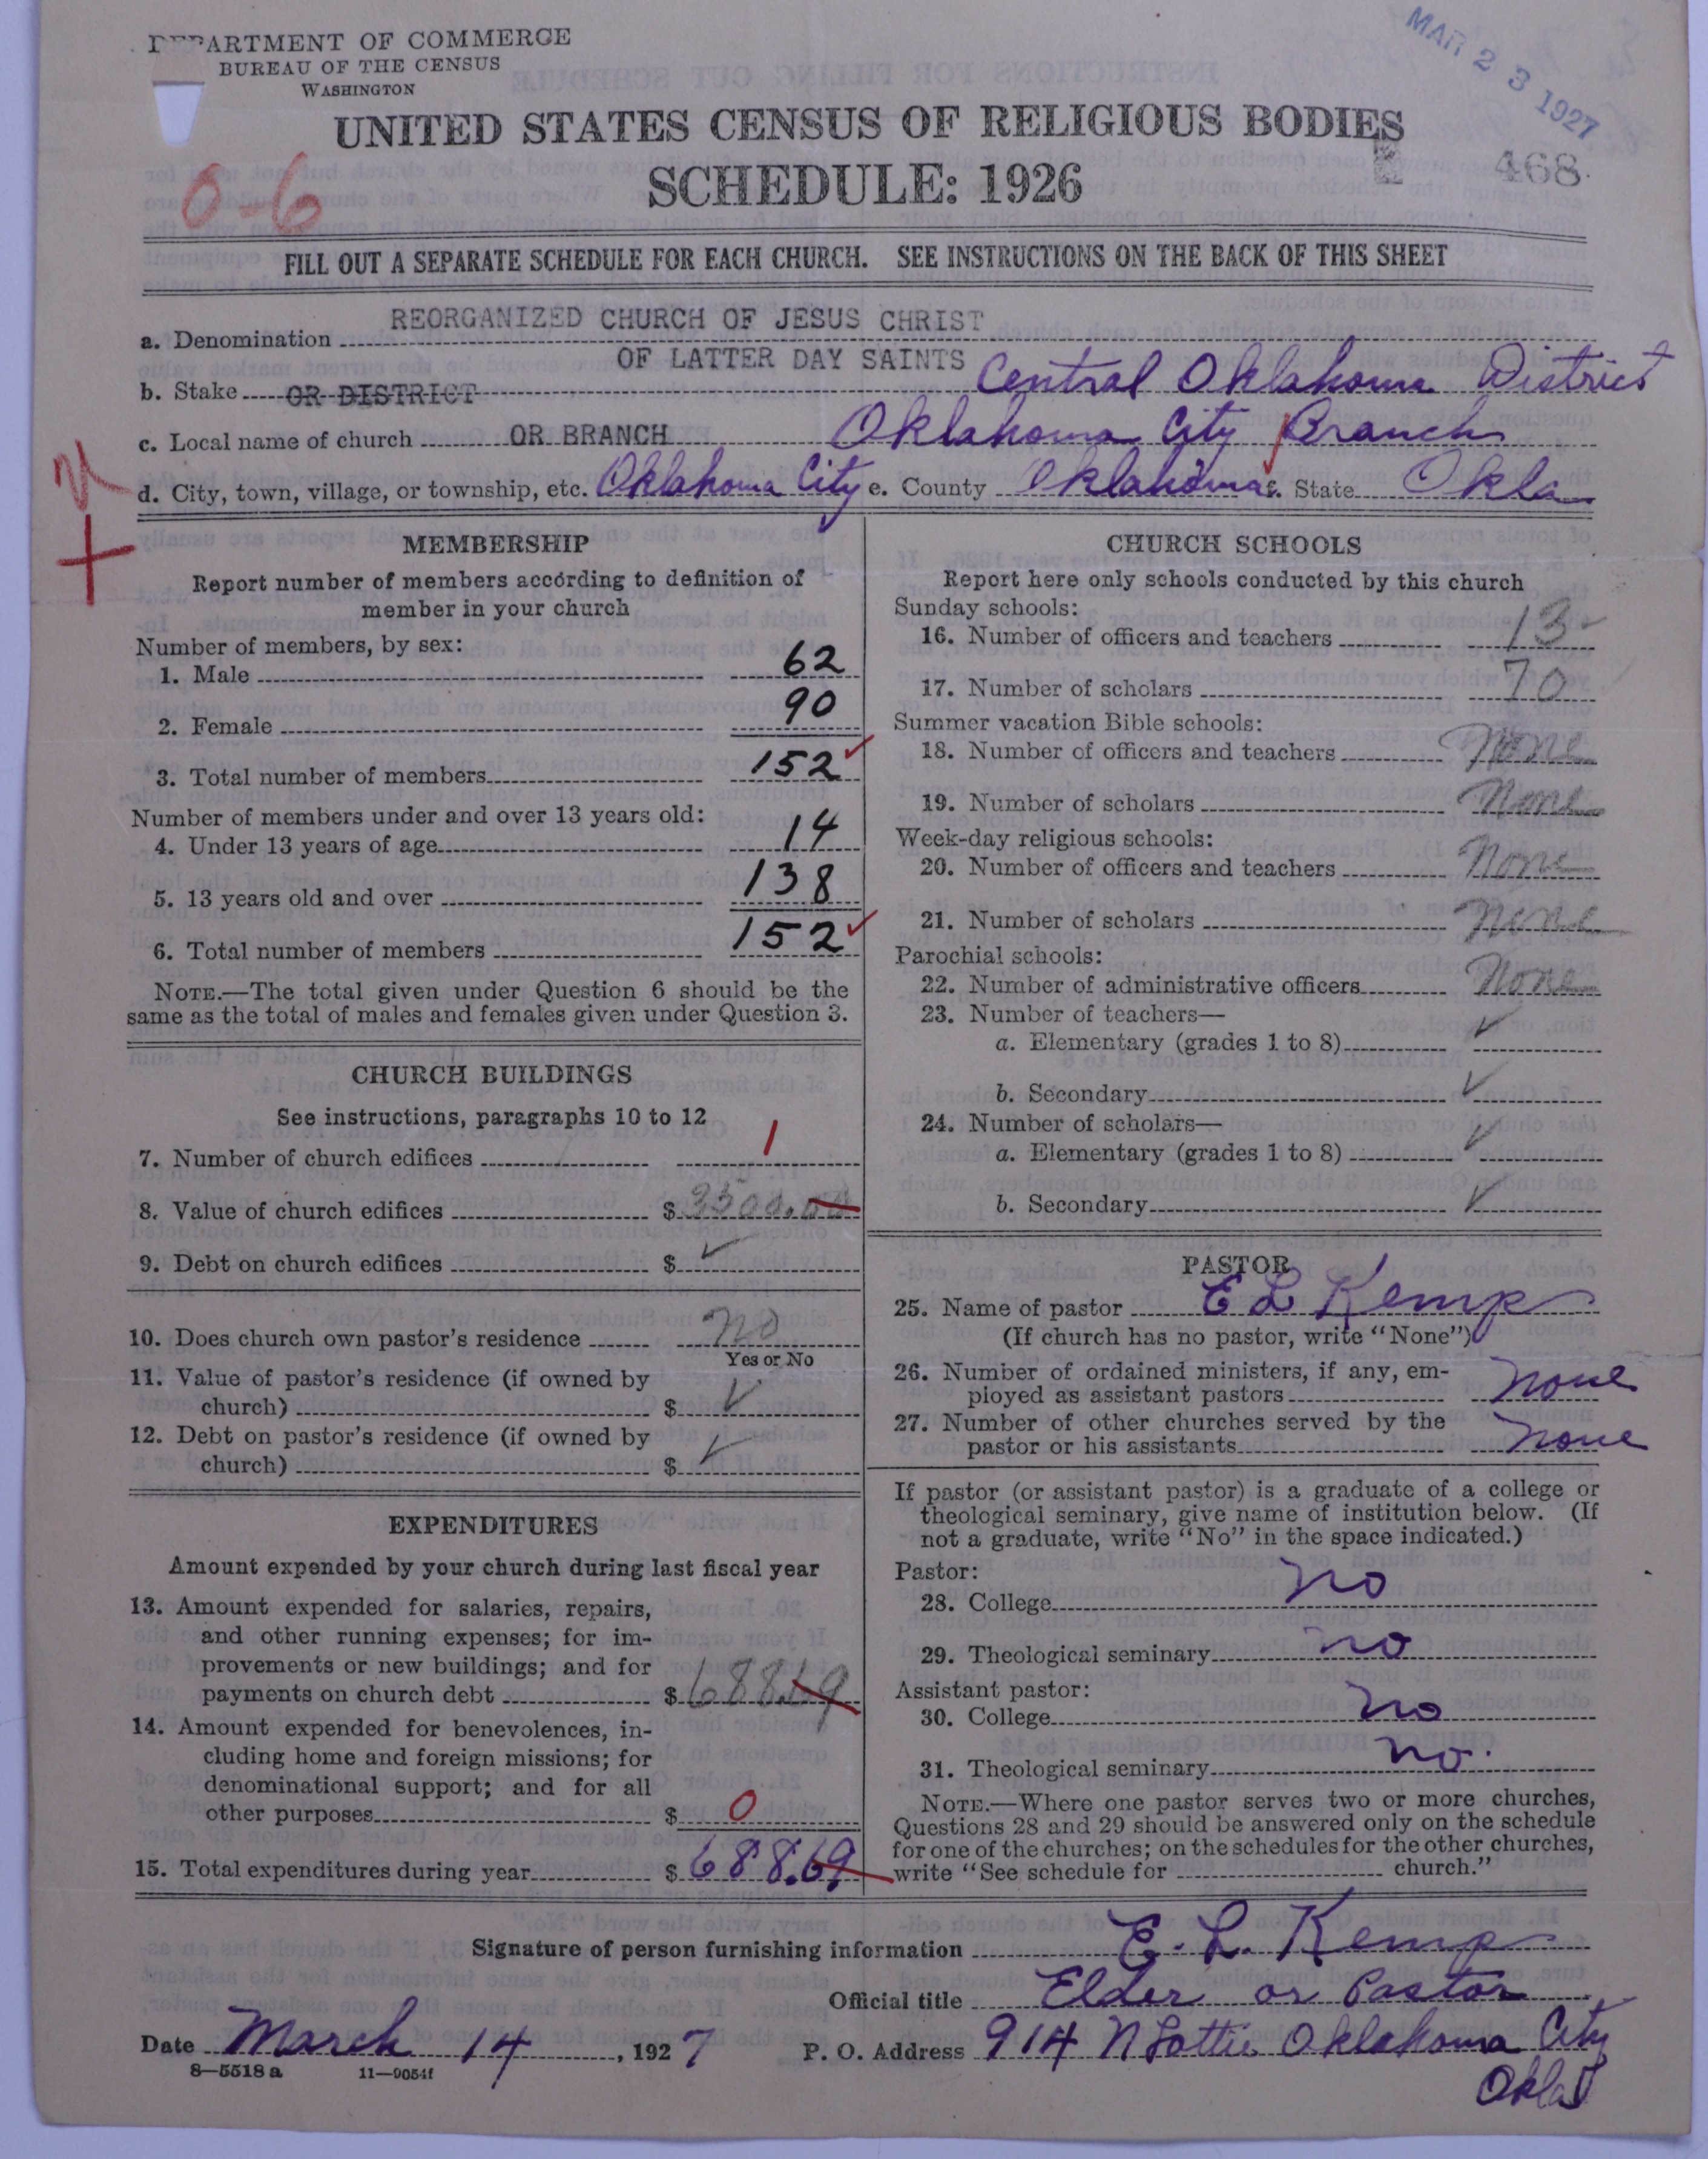 DEPARTMENT OF COMMERCE
BUREAU OF THE CENSUS
WASHINGTON
MAR 23 1927
UNITED STATES CENSUS OF RELIGIOUS BODIES
SCHEDULE: 1926
468
0-6
FILL OUT A SEPARATE SCHEDULE FOR EACH CHURCH. SEE INSTRUCTIONS ON THE BACK OF THIS SHEET
a. Denomination REORGANIZED CHURCH OF JESUS CHRIST
OF LATTER DAY SAINTS
b. Stake OR DISTRICT Central Oklahoma District
c. Local name of church OR BRANCH Oklahoma City Branch
d. City, town, village, or township, etc. Oklahoma City e. County Oklahoma f. State Okla
MEMBERSHIP
Report number of members according to definition of
member in your church
Number of members, by sex:
1. Male 62
2. Female 90
3. Total number of members 152
Number of members under and over 13 years old:
4. Under 13 years of age 14
5. 13 years old and over 138
6. Total number of members 152
NOTE.—The total given under Question 6 should be the
same as the total of males and females given under Question 3.
CHURCH BUILDINGS
See instructions, paragraphs 10 to 12
7. Number of church edifices 1
8. Value of church edifices $ 3500.00
9. Debt on church edifices $ ✓
10. Does church own pastor's residence no
Yes or No
11. Value of pastor's residence (if owned by
church) $ ✓
12. Debt on pastor's residence (if owned by
church) $ ✓
EXPENDITURES
Amount expended by your church during last fiscal year
13. Amount expended for salaries, repairs,
and other running expenses; for im-
provements or new buildings; and for
payments on church debt $ 688.69
14. Amount expended for benevolences, in-
cluding home and foreign missions; for
denominational support; and for all
other purposes $ 0
15. Total expenditures during year $ 688.69
CHURCH SCHOOLS
Report here only schools conducted by this church
Sunday schools:
16. Number of officers and teachers 13
17. Number of scholars 70
Summer vacation Bible schools:
18. Number of officers and teachers None
19. Number of scholars None
Week-day religious schools:
20. Number of officers and teachers None
21. Number of scholars None
Parochial schools:
22. Number of administrative officers None
23. Number of teachers—
a. Elementary (grades 1 to 8) ✓
b. Secondary ✓
24. Number of scholars—
a. Elementary (grades 1 to 8) ✓
b. Secondary ✓
PASTOR
25. Name of pastor E L Kemp
(If church has no pastor, write "None")
26. Number of ordained ministers, if any, em-
ployed as assistant pastors none
27. Number of other churches served by the
pastor or his assistants none
If pastor (or assistant pastor) is a graduate of a college or
theological seminary, give name of institution below. (If
not a graduate, write "No" in the space indicated.)
Pastor:
28. College no
29. Theological seminary no
Assistant pastor:
30. College no
31. Theological seminary no.
NOTE.—Where one pastor serves two or more churches,
Questions 28 and 29 should be answered only on the schedule
for one of the churches; on the schedules for the other churches,
write "See schedule for church."
Signature of person furnishing information E. L. Kemp
Official title Elder or Pastor
Date March 14, 1927 P. O. Address 914 N Lottie Oklahoma City
Okla
8—5518 a 11—9054f